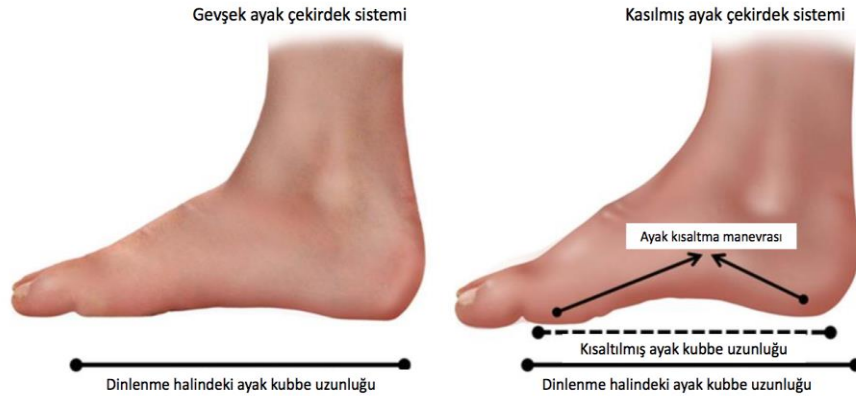 Gevşek ayak çekirdek sistemi
Kasılmış ayak çekirdek sistemi
Ayak kısaltma manevrası
Kısaltılmış ayak kubbe uzunluğu
Dinlenme halindeki ayak kubbe uzunluğu
Dinlenme halindeki ayak kubbe uzunluğu